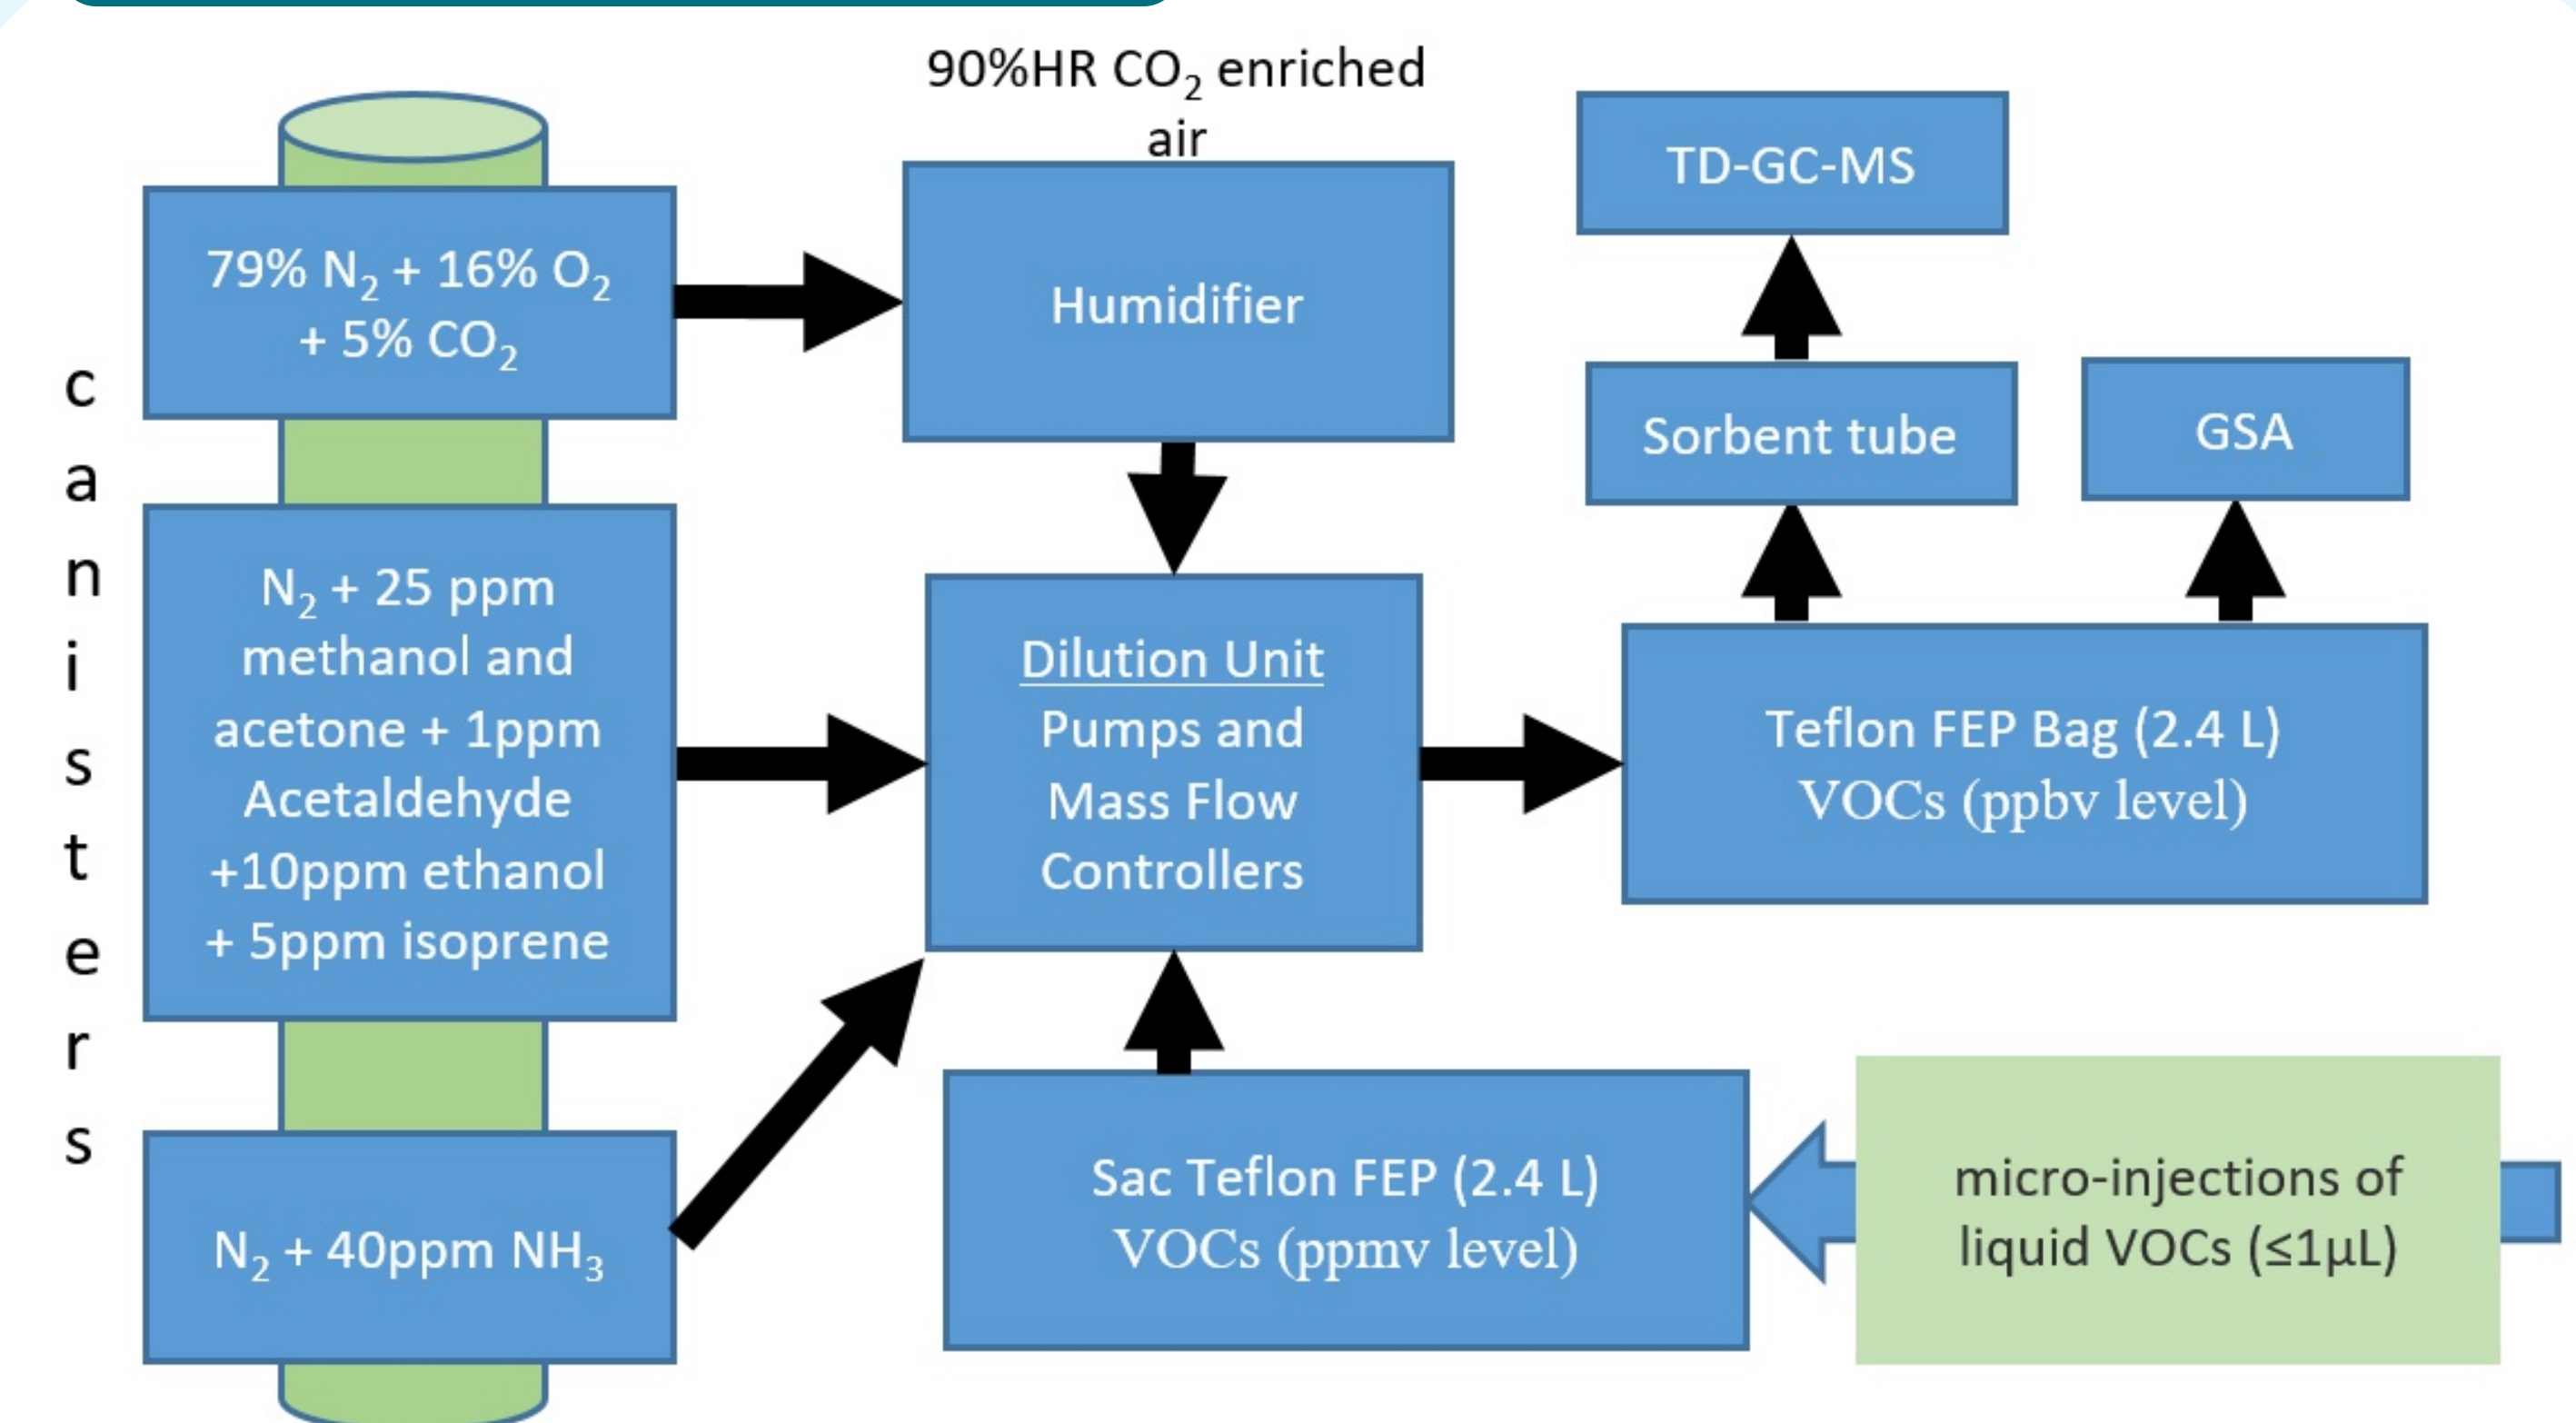 90%HR CO₂ enriched
air
TD-GC-MS
79% N₂ + 16% O₂
+ 5% CO₂
Humidifier
Sorbent tube
GSA
c
a
n
i
s
t
e
r
s
N₂ + 25 ppm
methanol and
acetone + 1ppm
Acetaldehyde
+10ppm ethanol
+ 5ppm isoprene
Dilution Unit
Pumps and
Mass Flow
Controllers
Teflon FEP Bag (2.4 L)
VOCs (ppbv level)
N₂ + 40ppm NH₃
Sac Teflon FEP (2.4 L)
VOCs (ppmv level)
micro-injections of
liquid VOCs (≤1µL)